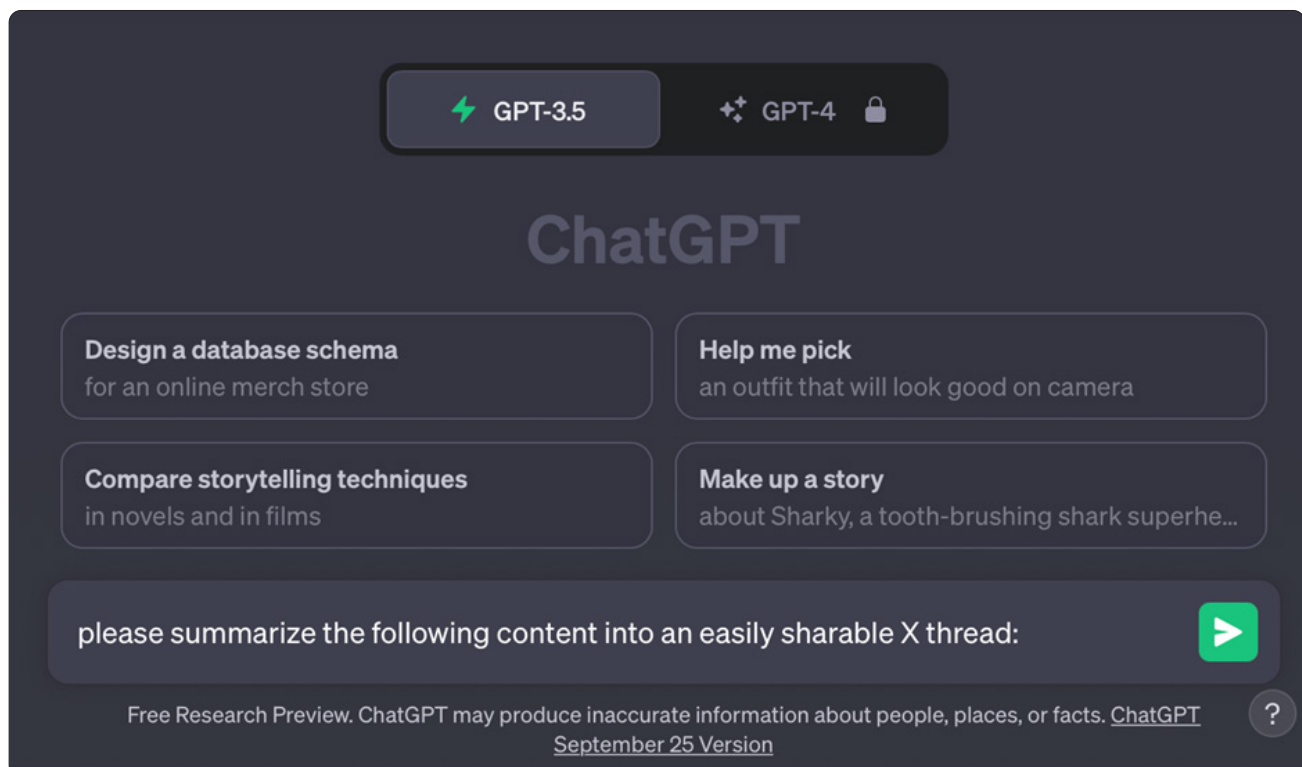 GPT-3.5
GPT-4
ChatGPT
Design a database schema
for an online merch store
Help me pick
an outfit that will look good on camera
Compare storytelling techniques
in novels and in films
Make up a story
about Sharky, a tooth-brushing shark superhe...
please summarize the following content into an easily sharable X thread:
Free Research Preview. ChatGPT may produce inaccurate information about people, places, or facts. ChatGPT
September 25 Version
?